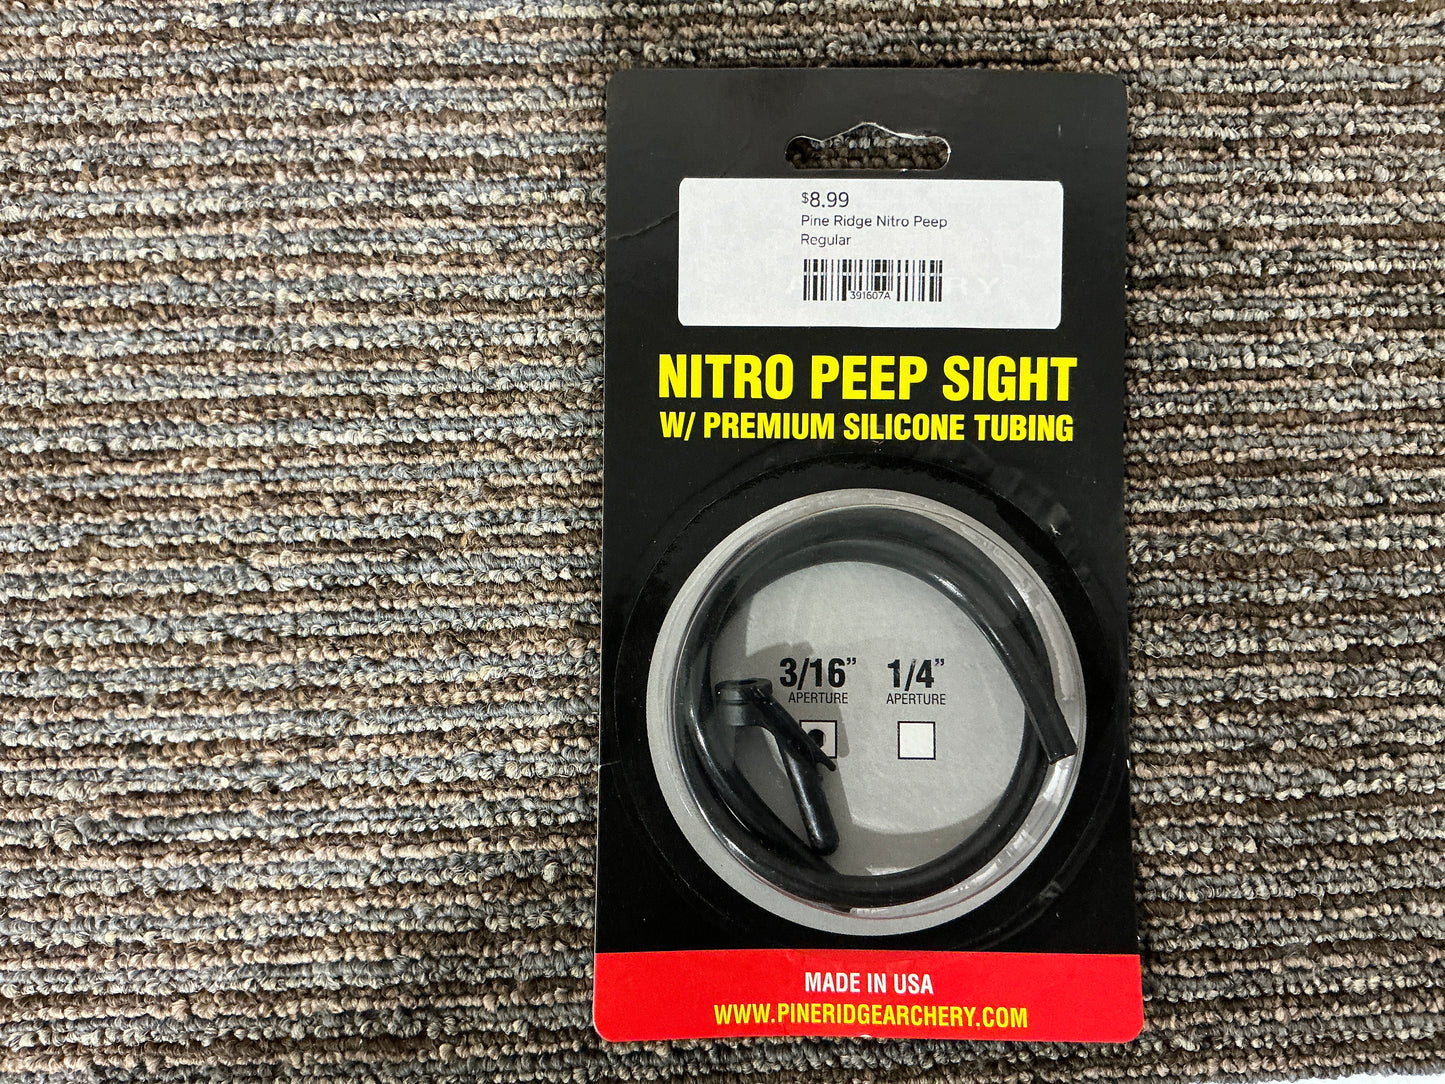 $8.99
Pine Ridge Nitro Peep
Regular
391607A
NITRO PEEP SIGHT
W/ PREMIUM SILICONE TUBING
3/16” 1/4”
APERTURE APERTURE
MADE IN USA
WWW.PINERIDGEARCHERY.COM